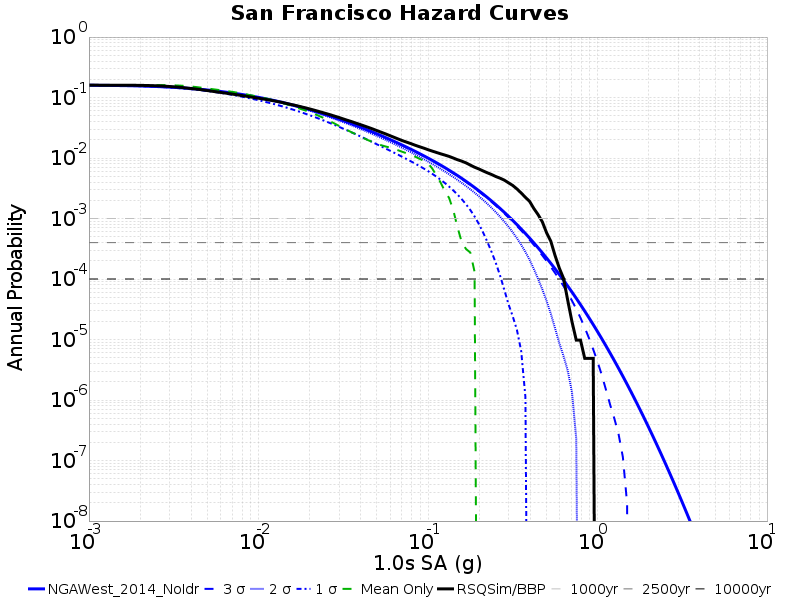 San Francisco Hazard Curves
10^0
10^-1
10^-2
10^-3
10^-4
10^-5
10^-6
10^-7
10^-8
Annual Probability
10^-3 10^-2 10^-1 10^0 10^1
1.0s SA (g)
NGAWest_2014_NoIdr 3 σ 2 σ 1 σ Mean Only RSQSim/BBP 1000yr 2500yr 10000yr